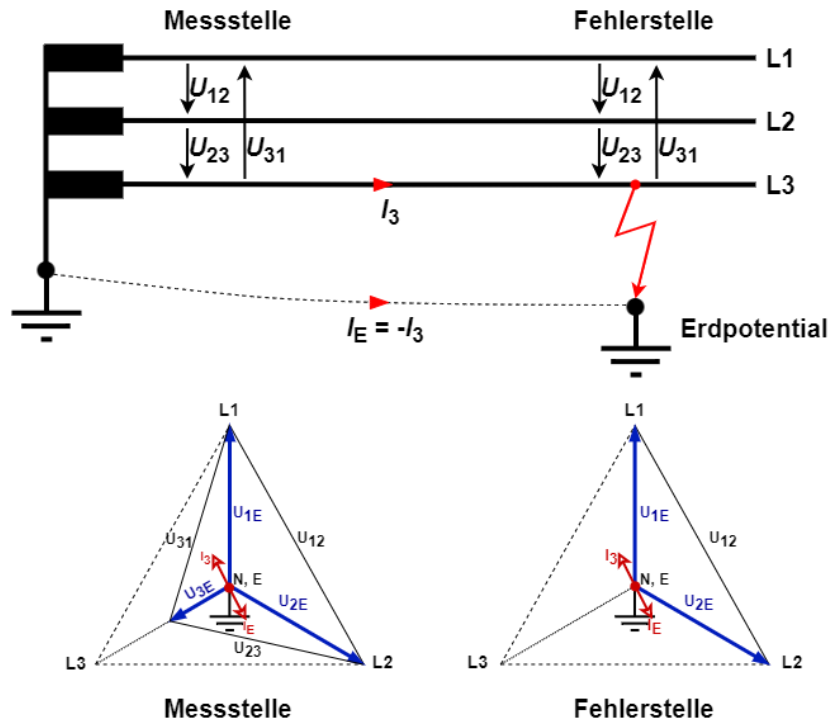 Messstelle
Fehlerstelle
L1
U12
U12
L2
U23
U31
U23
U31
L3
I3
IE = -I3
Erdpotential
L1
L1
U1E
U1E
U31
U12
U12
I3
I3
N, E
N, E
U3E
U2E
U2E
IE
IE
U23
L3
L2
L3
L2
Messstelle
Fehlerstelle